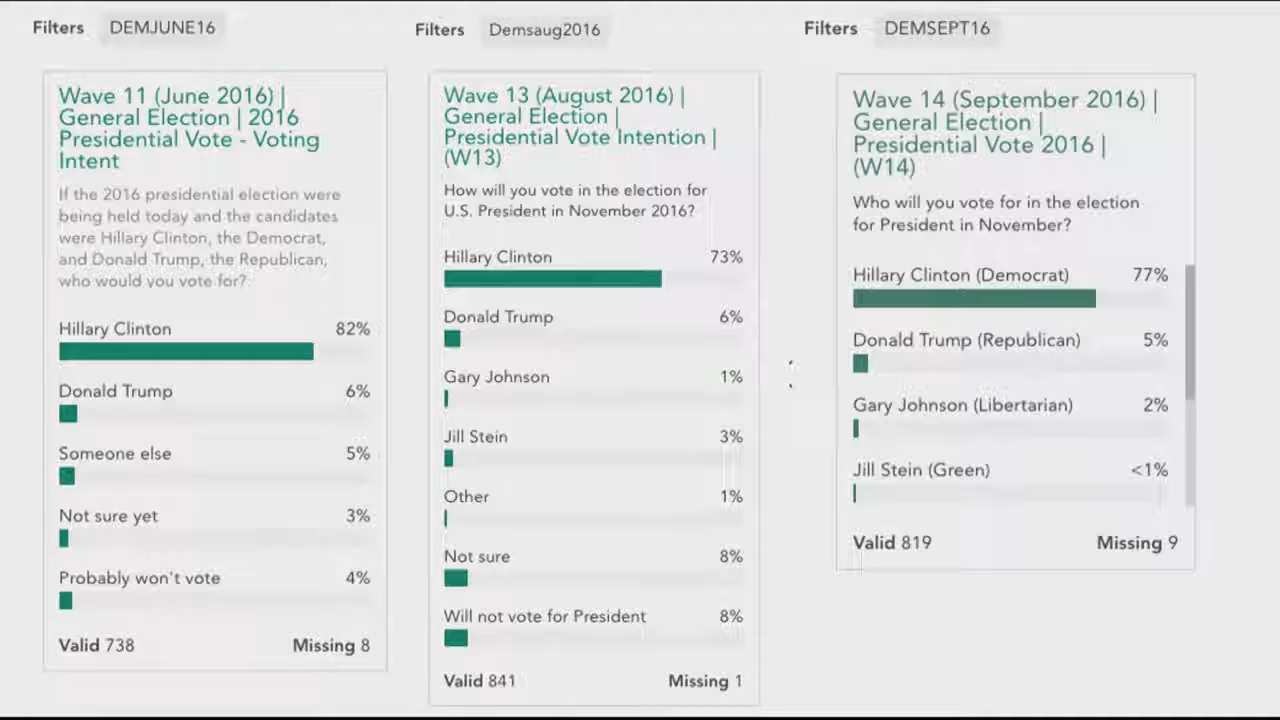 Filters DEMJUNE16
Wave 11 (June 2016) |
General Election | 2016
Presidential Vote - Voting
Intent
If the 2016 presidential election were
being held today and the candidates
were Hillary Clinton, the Democrat,
and Donald Trump, the Republican,
who would you vote for?
Hillary Clinton 82%
Donald Trump 6%
Someone else 5%
Not sure yet 3%
Probably won't vote 4%
Valid 738 Missing 8
Filters Demsaug2016
Wave 13 (August 2016) |
General Election |
Presidential Vote Intention |
(W13)
How will you vote in the election for
U.S. President in November 2016?
Hillary Clinton 73%
Donald Trump 6%
Gary Johnson 1%
Jill Stein 3%
Other 1%
Not sure 8%
Will not vote for President 8%
Valid 841 Missing 1
Filters DEMSEPT16
Wave 14 (September 2016) |
General Election |
Presidential Vote 2016 |
(W14)
Who will you vote for in the election
for President in November?
Hillary Clinton (Democrat) 77%
Donald Trump (Republican) 5%
Gary Johnson (Libertarian) 2%
Jill Stein (Green) <1%
Valid 819 Missing 9